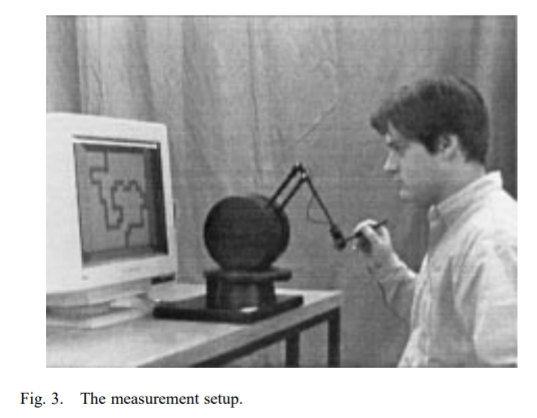 Fig. 3. The measurement setup.